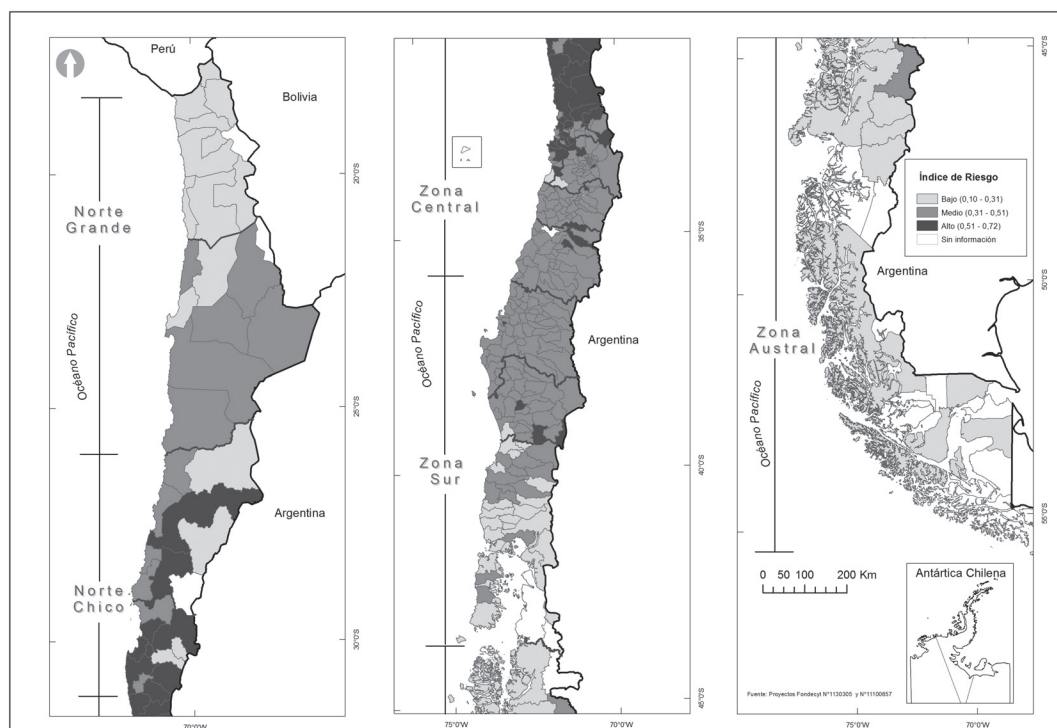 Perú
Bolivia
Norte
Grande
Océano Pacífico
Norte
Chico
Argentina
20°0'S
25°0'S
30°0'S
70°0'W
Zona
Central
Océano Pacífico
Zona
Sur
Argentina
35°0'S
40°0'S
45°0'S
75°0'W
70°0'W
45°0'S
Índice de Riesgo
Bajo (0,10 - 0,31)
Medio (0,31 - 0,51)
Alto (0,51 - 0,72)
Sin información
Argentina
50°0'S
Zona
Austral
Océano Pacífico
55°0'S
0 50 100 200 Km
Antártica Chilena
Fuente: Proyectos Fondecyt N°1130305 y N°11100657
75°0'W
70°0'W